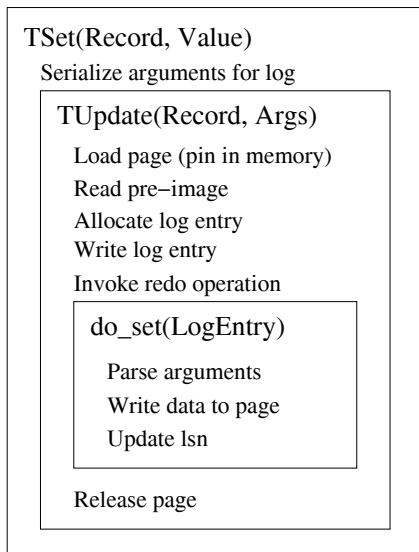 TSet(Record, Value)
Serialize arguments for log
TUpdate(Record, Args)
Load page (pin in memory)
Read pre−image
Allocate log entry
Write log entry
Invoke redo operation
do_set(LogEntry)
Parse arguments
Write data to page
Update lsn
Release page